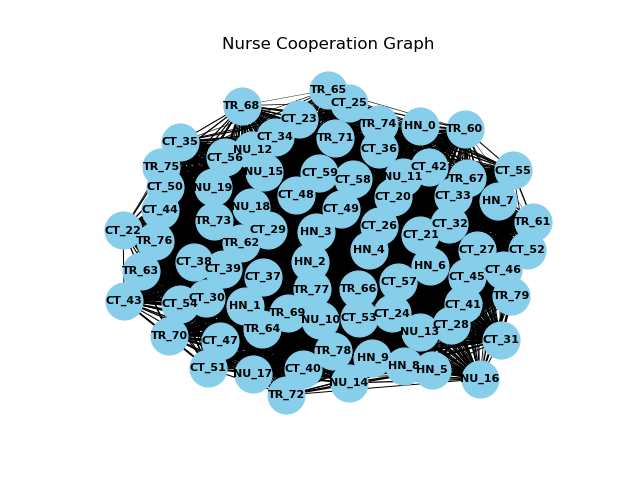 Nurse Cooperation Graph
TR_65
CT_25
TR_68
CT_23
TR_74
HN_0
TR_60
CT_34
TR_71
CT_35
NU_12
CT_36
CT_56
TR_75
NU_15
CT_59
CT_58
NU_11
CT_42
TR_67
CT_55
CT_50
NU_19
CT_48
CT_20
CT_33
HN_7
CT_44
NU_18
CT_49
TR_73
CT_22
CT_29
HN_3
CT_26
CT_21
CT_32
TR_61
TR_76
TR_62
HN_4
CT_27
CT_52
CT_38
CT_39
HN_2
HN_6
TR_63
CT_37
CT_45
CT_46
CT_43
CT_54
CT_30
HN_1
TR_77
TR_66
CT_57
CT_41
TR_79
TR_69
NU_10
CT_53
CT_24
TR_70
TR_64
NU_13
CT_28
CT_47
CT_31
TR_78
HN_9
CT_51
NU_17
CT_40
HN_8
HN_5
NU_14
NU_16
TR_72